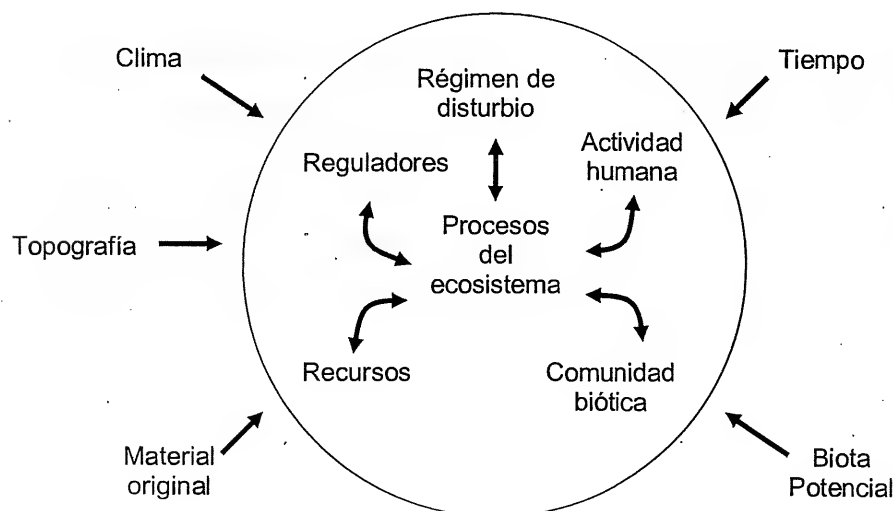 Clima
Tiempo
Régimen de
disturbio
Reguladores
Actividad
humana
Topografía
Procesos
del
ecosistema
Recursos
Comunidad
biótica
Material
original
Biota
Potencial